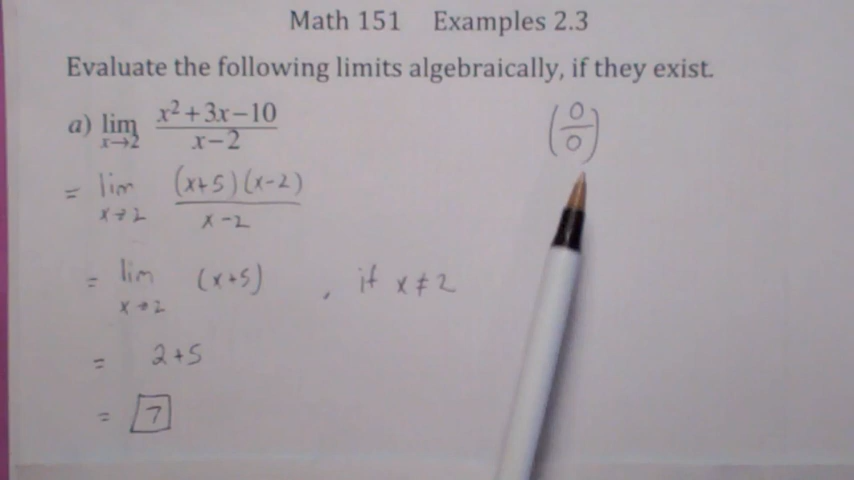 Math 151 Examples 2.3
Evaluate the following limits algebraically, if they exist.
a) lim x→2 x²+3x−10 / x−2
(0/0)
= lim x→2 (x+5)(x-2) / x-2
= lim x→2 (x+5) , if x≠2
= 2+5
= 7